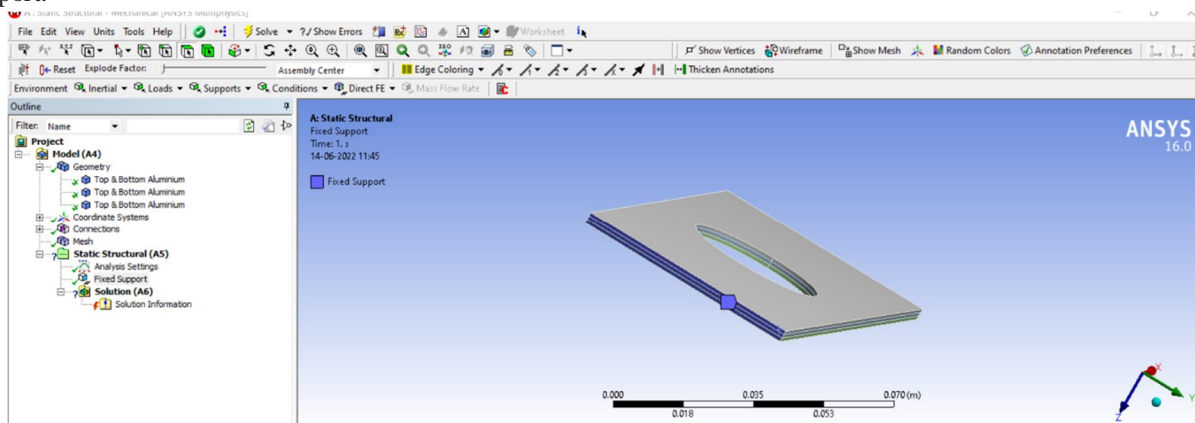 A : Static Structural - Mechanical [ANSYS Multiphysics]
File Edit View Units Tools Help Solve ?/ Show Errors Worksheet
Show Vertices Wireframe Show Mesh Random Colors Annotation Preferences
Reset Explode Factor: Assembly Center Edge Coloring Thicken Annotations
Environment Inertial Loads Supports Conditions Direct FE Mass Flow Rate
Outline
Filter: Name
Project
Model (A4)
Geometry
Top & Bottom Aluminium
Top & Bottom Aluminium
Top & Bottom Aluminium
Coordinate Systems
Connections
Mesh
Static Structural (A5)
Analysis Settings
Fixed Support
Solution (A6)
Solution Information
A: Static Structural
Fixed Support
Time: 1. s
14-06-2022 11:45
Fixed Support
ANSYS
16.0
0.000 0.035 0.070 (m)
0.018 0.053
X
Y
Z